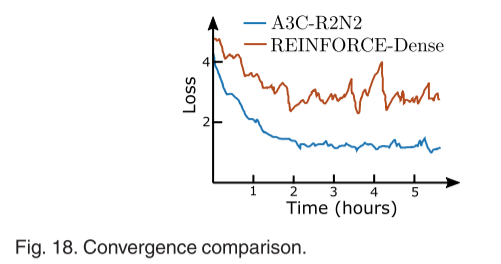 A3C-R2N2
REINFORCE-Dense
4
2
Loss
1 2 3 4 5
Time (hours)
Fig. 18. Convergence comparison.